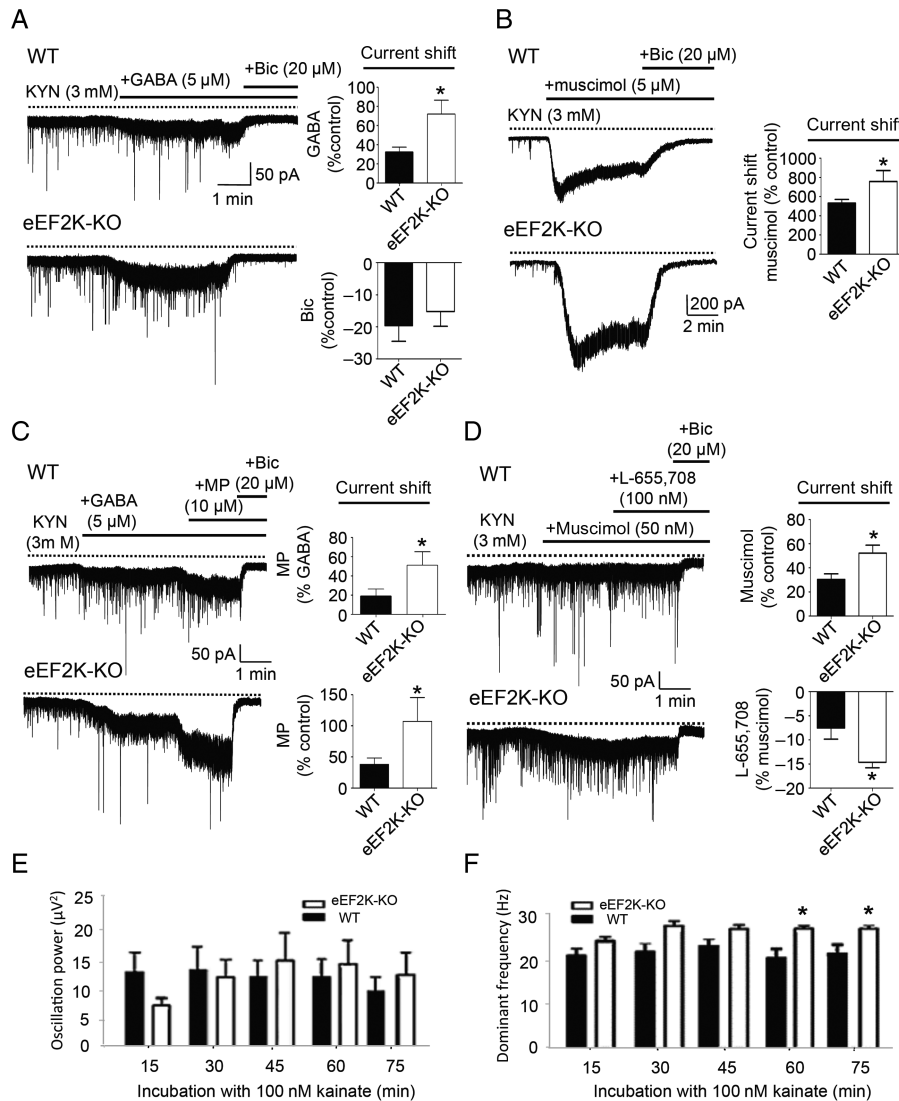 A
WT
KYN (3 mM)
+GABA (5 µM)
+Bic (20 µM)
50 pA
1 min
eEF2K-KO
Current shift
GABA
(%control)
100
80
60
40
20
0
*
WT
eEF2K-KO
Bic
(%control)
0
−10
−20
−30
WT
eEF2K-KO
B
WT
+Bic (20 µM)
+muscimol (5 µM)
KYN (3 mM)
eEF2K-KO
200 pA
2 min
Current shift
Current shift
muscimol (% control)
1000
800
600
400
200
0
*
WT
eEF2K-KO
C
WT
+Bic
(20 µM)
+MP
(10 µM)
+GABA
(5 µM)
KYN
(3m M)
50 pA
1 min
eEF2K-KO
Current shift
MP
(% GABA)
80
60
40
20
0
*
WT
eEF2K-KO
MP
(% control)
150
100
50
0
*
WT
eEF2K-KO
D
WT
+Bic
(20 µM)
+L-655,708
(100 nM)
KYN
(3 mM)
+Muscimol (50 nM)
50 pA
1 min
eEF2K-KO
Current shift
Muscimol
(% control)
80
60
40
20
0
*
WT
eEF2K-KO
L-655,708
(% muscimol)
0
−5
−10
−15
−20
*
WT
eEF2K-KO
E
Oscillation power (µV²)
25
20
15
10
5
0
eEF2K-KO
WT
15 30 45 60 75
Incubation with 100 nM kainate (min)
F
Dominant frequency (Hz)
30
20
10
0
eEF2K-KO
WT
* *
15 30 45 60 75
Incubation with 100 nM kainate (min)